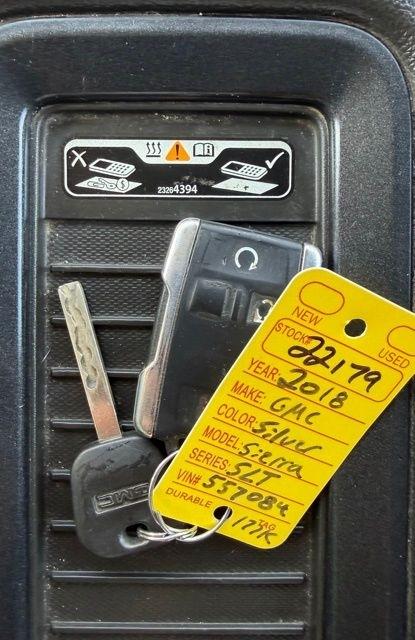 23264394
NEW
USED
STOCK# 22179
YEAR: 2018
MAKE: GMC
COLOR: Silver
MODEL: Sierra
SERIES: SLT
VIN# 557084
DURABLE TAG
177K
GMC